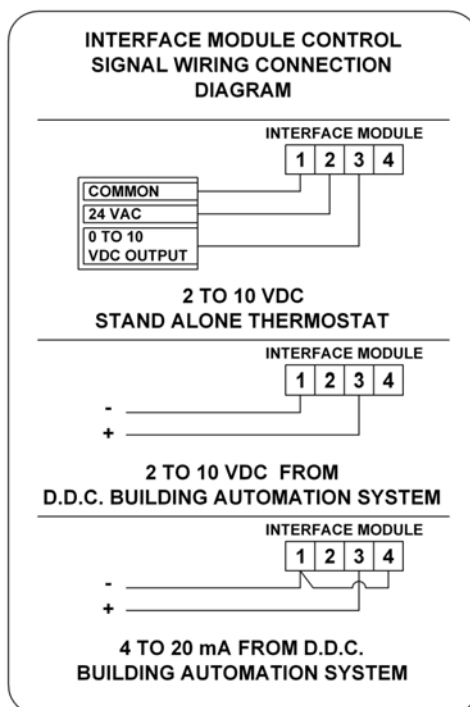 INTERFACE MODULE CONTROL
SIGNAL WIRING CONNECTION
DIAGRAM
INTERFACE MODULE
1 2 3 4
COMMON
24 VAC
0 TO 10
VDC OUTPUT
2 TO 10 VDC
STAND ALONE THERMOSTAT
INTERFACE MODULE
1 2 3 4
-
+
2 TO 10 VDC FROM
D.D.C. BUILDING AUTOMATION SYSTEM
INTERFACE MODULE
1 2 3 4
-
+
4 TO 20 mA FROM D.D.C.
BUILDING AUTOMATION SYSTEM